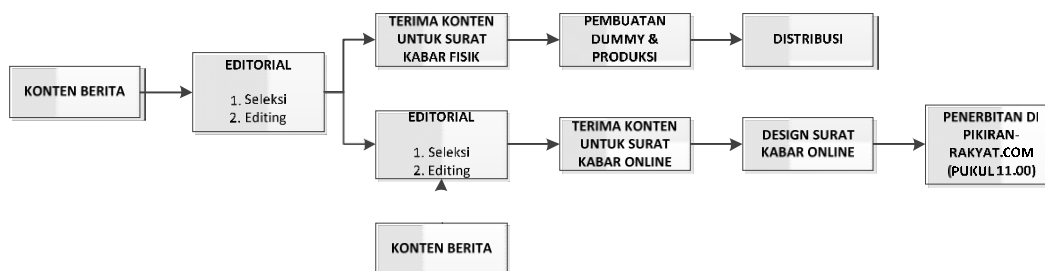 KONTEN BERITA
EDITORIAL
1. Seleksi
2. Editing
TERIMA KONTEN
UNTUK SURAT
KABAR FISIK
PEMBUATAN
DUMMY &
PRODUKSI
DISTRIBUSI
EDITORIAL
1. Seleksi
2. Editing
TERIMA KONTEN
UNTUK SURAT
KABAR ONLINE
DESIGN SURAT
KABAR ONLINE
PENERBITAN DI
PIKIRAN-
RAKYAT.COM
(PUKUL 11.00)
KONTEN BERITA